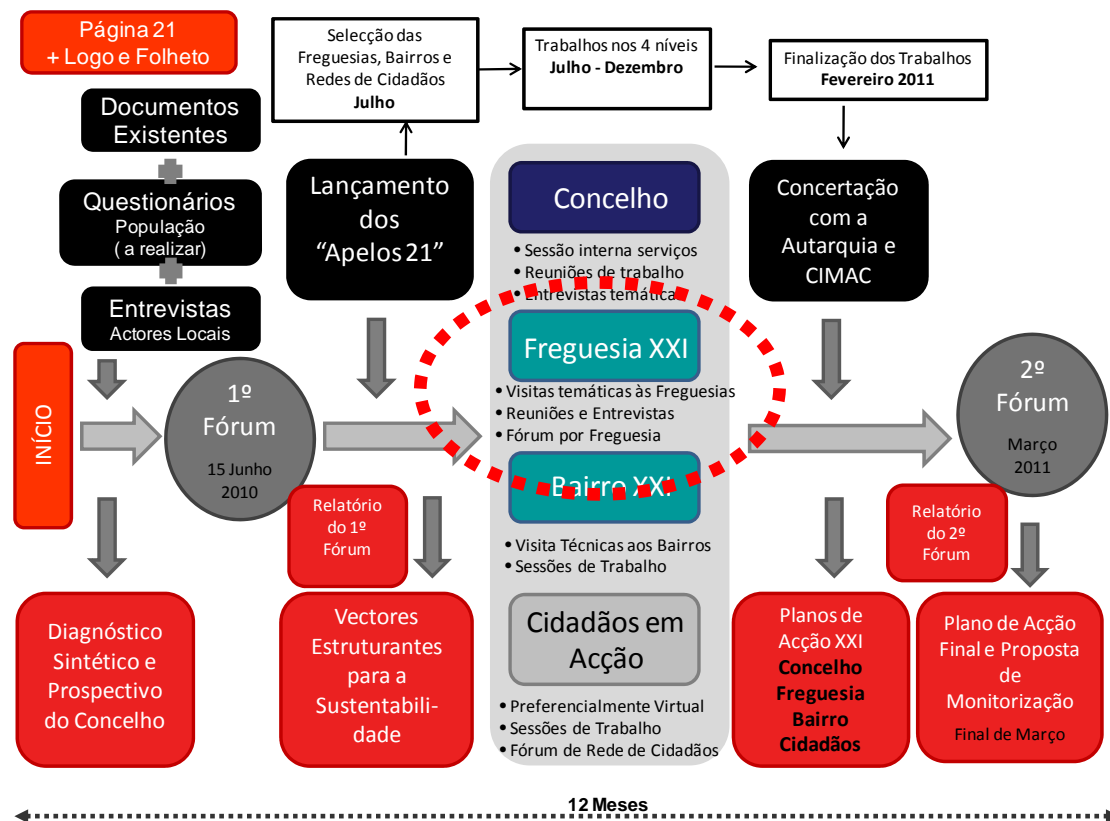 Página 21
+ Logo e Folheto
Documentos
Existentes
Questionários
População
( a realizar)
Entrevistas
Actores Locais
INÍCIO
1º
Fórum
15 Junho
2010
Diagnóstico
Sintético e
Prospectivo
do Concelho
Selecção das
Freguesias, Bairros e
Redes de Cidadãos
Julho
Trabalhos nos 4 níveis
Julho - Dezembro
Finalização dos Trabalhos
Fevereiro 2011
Lançamento
dos
“Apelos 21”
Relatório
do 1º
Fórum
Vectores
Estruturantes
para a
Sustentabili-
dade
Concelho
• Sessão interna serviços
• Reuniões de trabalho
• Entrevistas temáticas
Freguesia XXI
• Visitas temáticas às Freguesias
• Reuniões e Entrevistas
• Fórum por Freguesia
Bairro XXI
• Visita Técnicas aos Bairros
• Sessões de Trabalho
Cidadãos em
Acção
• Preferencialmente Virtual
• Sessões de Trabalho
• Fórum de Rede de Cidadãos
Concertação
com a
Autarquia e
CIMAC
2º
Fórum
Março
2011
Relatório
do 2º
Fórum
Planos de
Acção XXI
Concelho
Freguesia
Bairro
Cidadãos
Plano de Acção
Final e Proposta
de
Monitorização
Final de Março
12 Meses